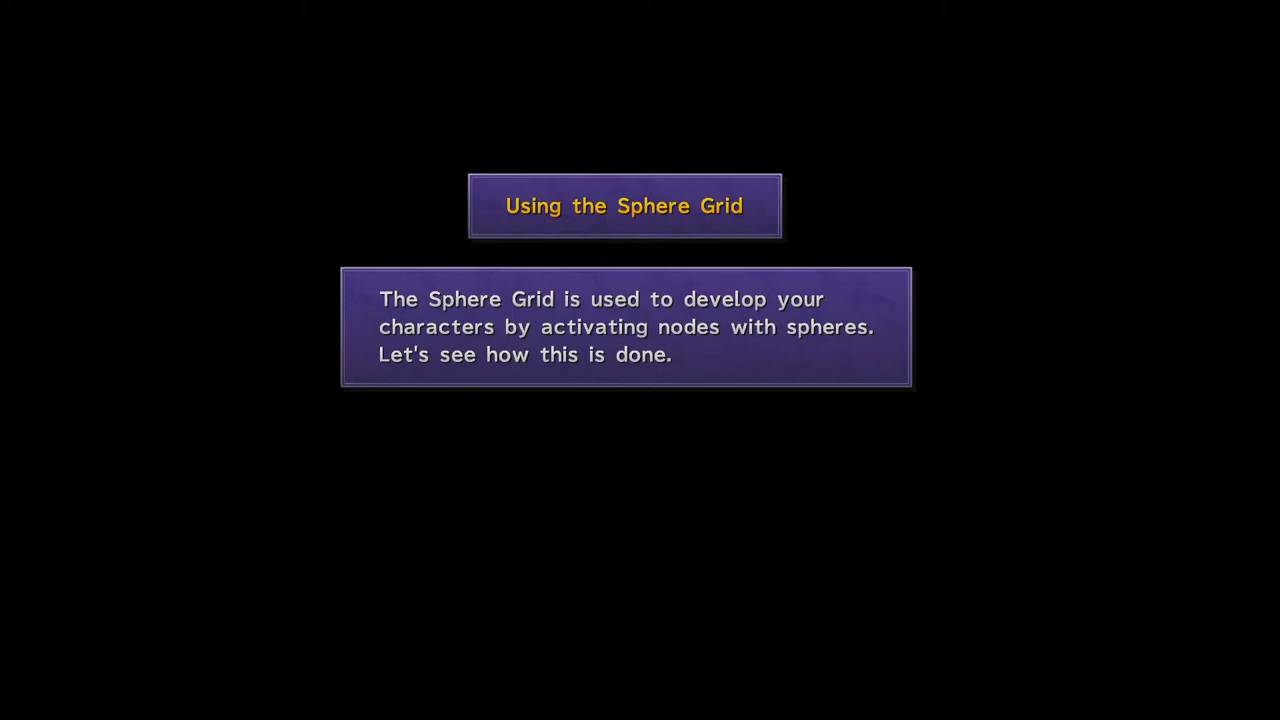 Using the Sphere Grid
The Sphere Grid is used to develop your
characters by activating nodes with spheres.
Let's see how this is done.